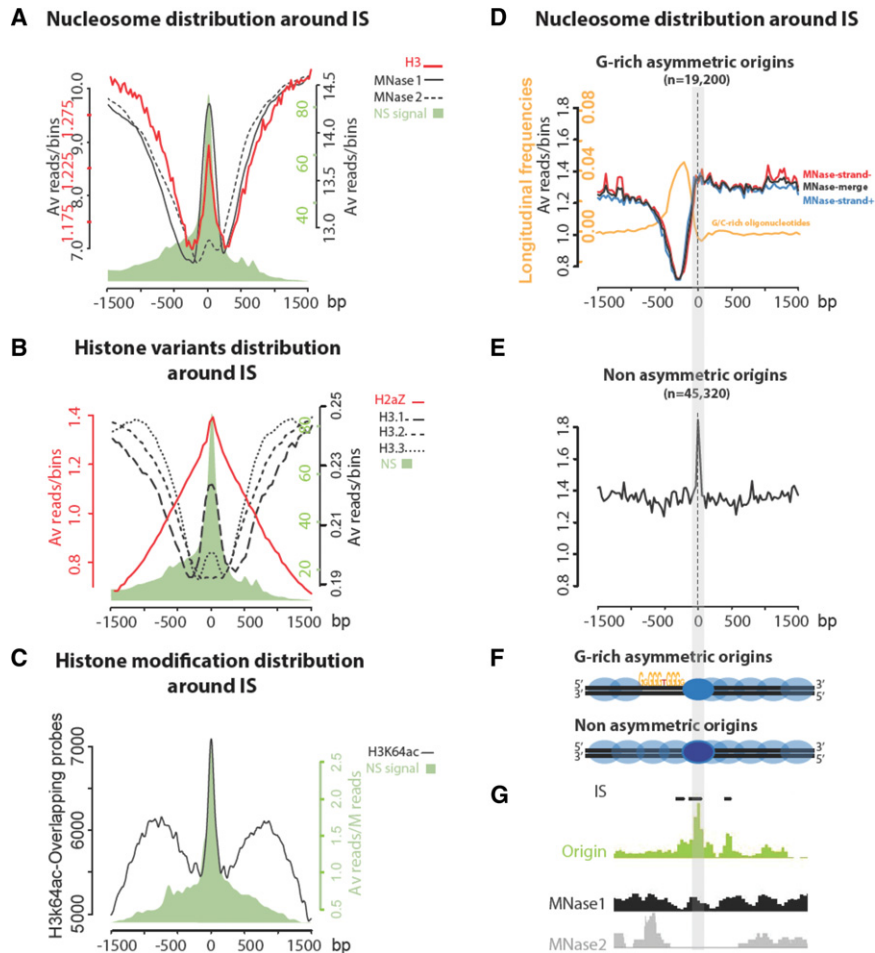 A Nucleosome distribution around IS
H3
MNase1
MNase2
NS signal
Av reads/bins
10.0
9.0
8.0
7.0
1.275
1.225
1.175
80
60
40
14.5
14.0
13.5
13.0
Av reads/bins
-1500 -500 0 500 1500 bp
B Histone variants distribution
around IS
H2aZ
H3.1
H3.2
H3.3
NS
Av reads/bins
1.4
1.2
1.0
0.8
80
60
40
20
0.25
0.23
0.21
0.19
Av reads/bins
-1500 -500 0 500 1500 bp
C Histone modification distribution
around IS
H3K64ac
NS signal
H3k64ac-Overlapping probes
7000
6000
5000
2.5
2.0
1.5
1.0
0.5
Av reads/M reads
-1500 -500 0 500 1500 bp
D Nucleosome distribution around IS
G-rich asymmetric origins
(n=19,200)
Longitudinal frequencies
0.08
0.04
0.00
Av reads/bins
1.8
1.6
1.4
1.2
1.0
0.8
MNase-strand-
MNase-merge
MNase-strand+
G/C-rich oligonucleotides
-1500 -500 0 500 1500 bp
E
Non asymmetric origins
(n=45,320)
1.8
1.6
1.4
1.2
1.0
0.8
-1500 -500 0 500 1500 bp
F
G-rich asymmetric origins
5' 3'
3' 5'
Non asymmetric origins
5' 3'
3' 5'
G
IS
Origin
MNase1
MNase2